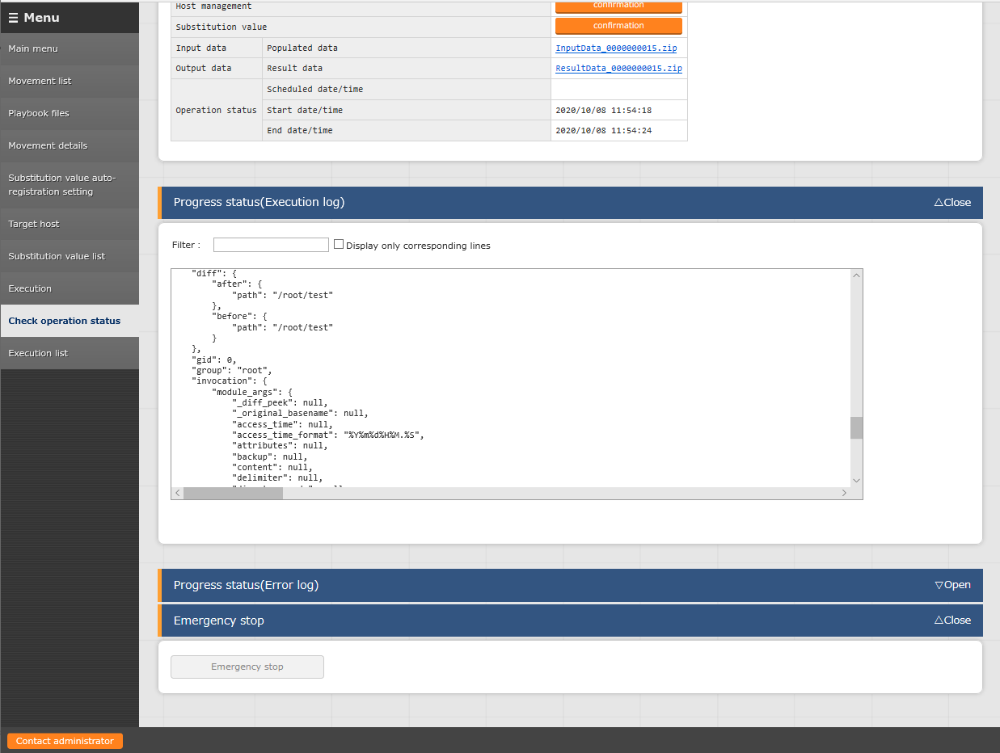 ☰ Menu
Main menu
Movement list
Playbook files
Movement details
Substitution value auto-
registration setting
Target host
Substitution value list
Execution
Check operation status
Execution list
Host management confirmation
Substitution value confirmation
Input data Populated data InputData_0000000015.zip
Output data Result data ResultData_0000000015.zip
Scheduled date/time
Operation status Start date/time 2020/10/08 11:54:18
End date/time 2020/10/08 11:54:24
Progress status(Execution log) △Close
Filter : Display only corresponding lines
"diff": {
"after": {
"path": "/root/test"
},
"before": {
"path": "/root/test"
}
},
"gid": 0,
"group": "root",
"invocation": {
"module_args": {
"_diff_peek": null,
"_original_basename": null,
"access_time": null,
"access_time_format": "%Y%m%d%H%M.%S",
"attributes": null,
"backup": null,
"content": null,
"delimiter": null,
Progress status(Error log) ▽Open
Emergency stop △Close
Emergency stop
Contact administrator